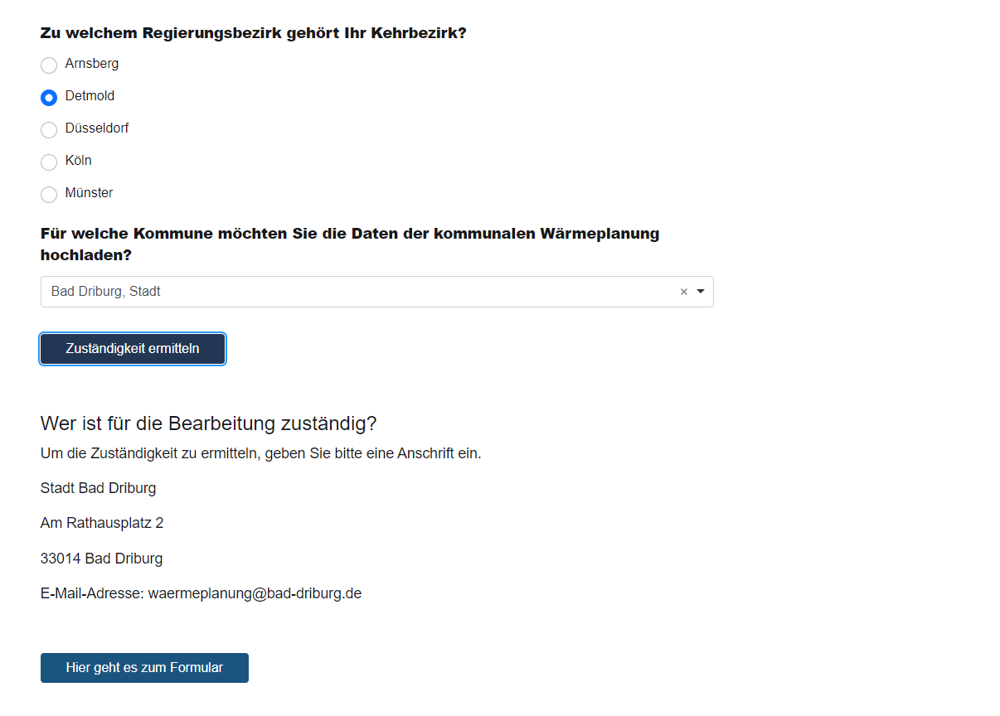 Zu welchem Regierungsbezirk gehört Ihr Kehrbezirk?
Arnsberg
Detmold
Düsseldorf
Köln
Münster
Für welche Kommune möchten Sie die Daten der kommunalen Wärmeplanung
hochladen?
Bad Driburg, Stadt
Zuständigkeit ermitteln
Wer ist für die Bearbeitung zuständig?
Um die Zuständigkeit zu ermitteln, geben Sie bitte eine Anschrift ein.
Stadt Bad Driburg
Am Rathausplatz 2
33014 Bad Driburg
E-Mail-Adresse: waermeplanung@bad-driburg.de
Hier geht es zum Formular